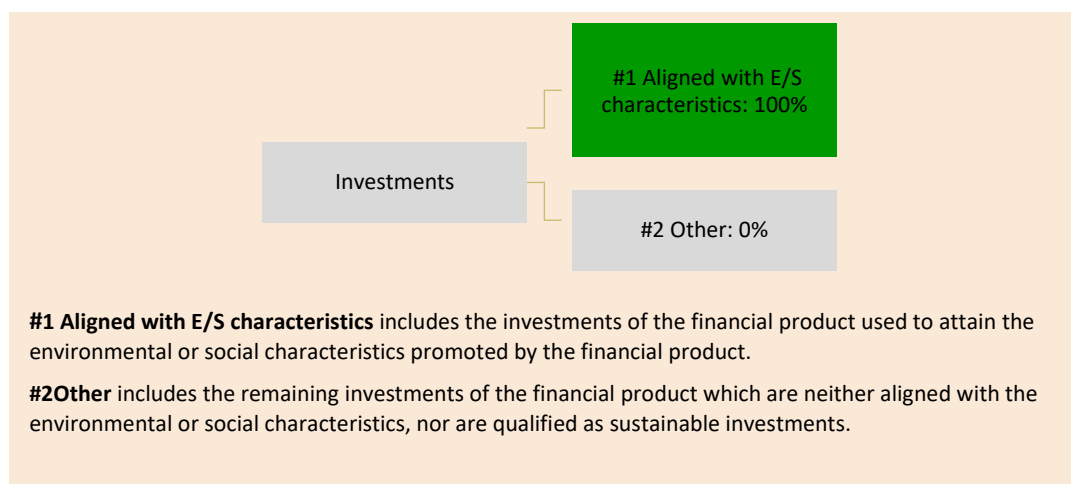 #1 Aligned with E/S
characteristics: 100%
Investments
#2 Other: 0%
#1 Aligned with E/S characteristics includes the investments of the financial product used to attain the
environmental or social characteristics promoted by the financial product.
#2Other includes the remaining investments of the financial product which are neither aligned with the
environmental or social characteristics, nor are qualified as sustainable investments.